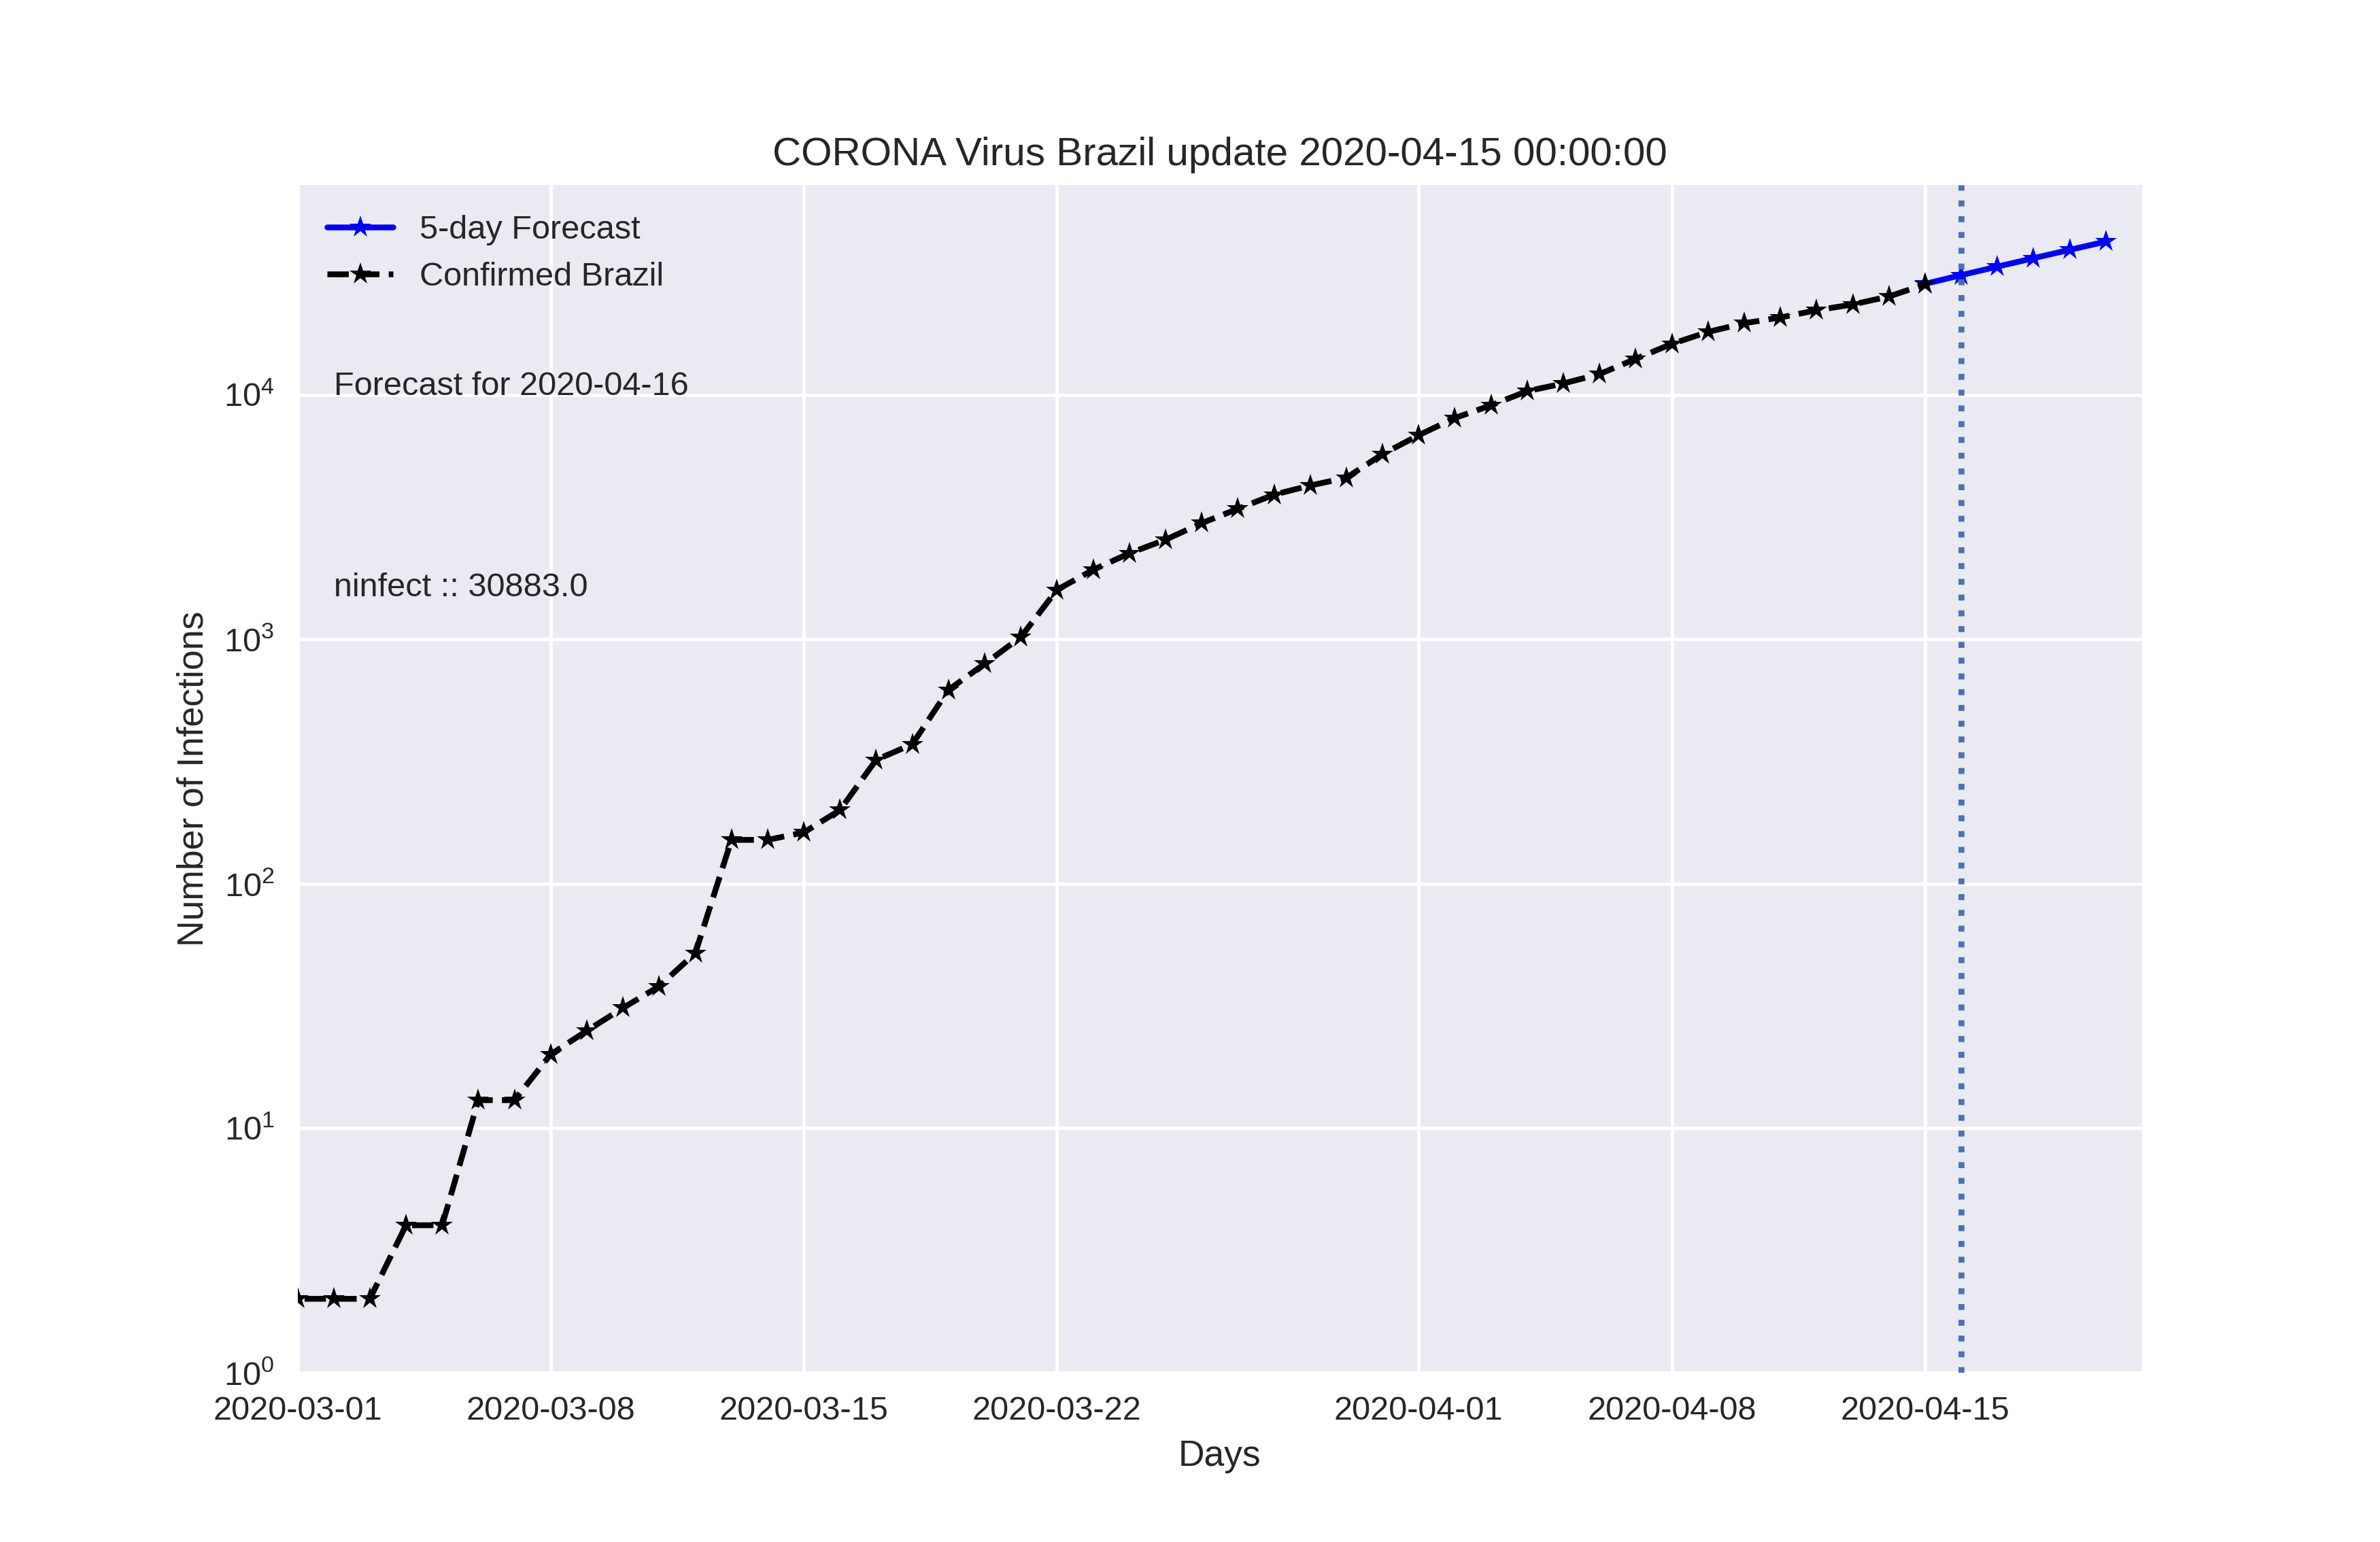 CORONA Virus Brazil update 2020-04-15 00:00:00
5-day Forecast
Confirmed Brazil
Forecast for 2020-04-16
ninfect :: 30883.0
Number of Infections
10⁴
10³
10²
10¹
10⁰
2020-03-01 2020-03-08 2020-03-15 2020-03-22 2020-04-01 2020-04-08 2020-04-15
Days